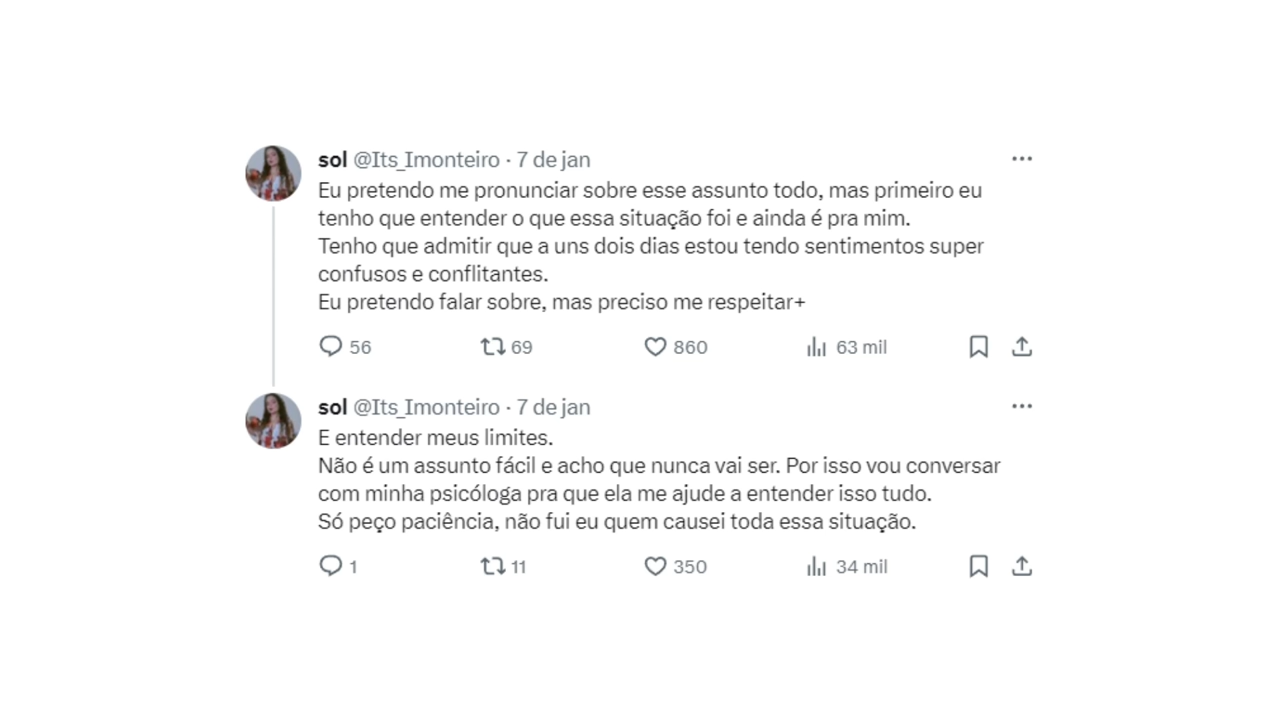 sol @Its_Imonteiro · 7 de jan
Eu pretendo me pronunciar sobre esse assunto todo, mas primeiro eu
tenho que entender o que essa situação foi e ainda é pra mim.
Tenho que admitir que a uns dois dias estou tendo sentimentos super
confusos e conflitantes.
Eu pretendo falar sobre, mas preciso me respeitar+
56 69 860 63 mil
sol @Its_Imonteiro · 7 de jan
E entender meus limites.
Não é um assunto fácil e acho que nunca vai ser. Por isso vou conversar
com minha psicóloga pra que ela me ajude a entender isso tudo.
Só peço paciência, não fui eu quem causei toda essa situação.
1 11 350 34 mil